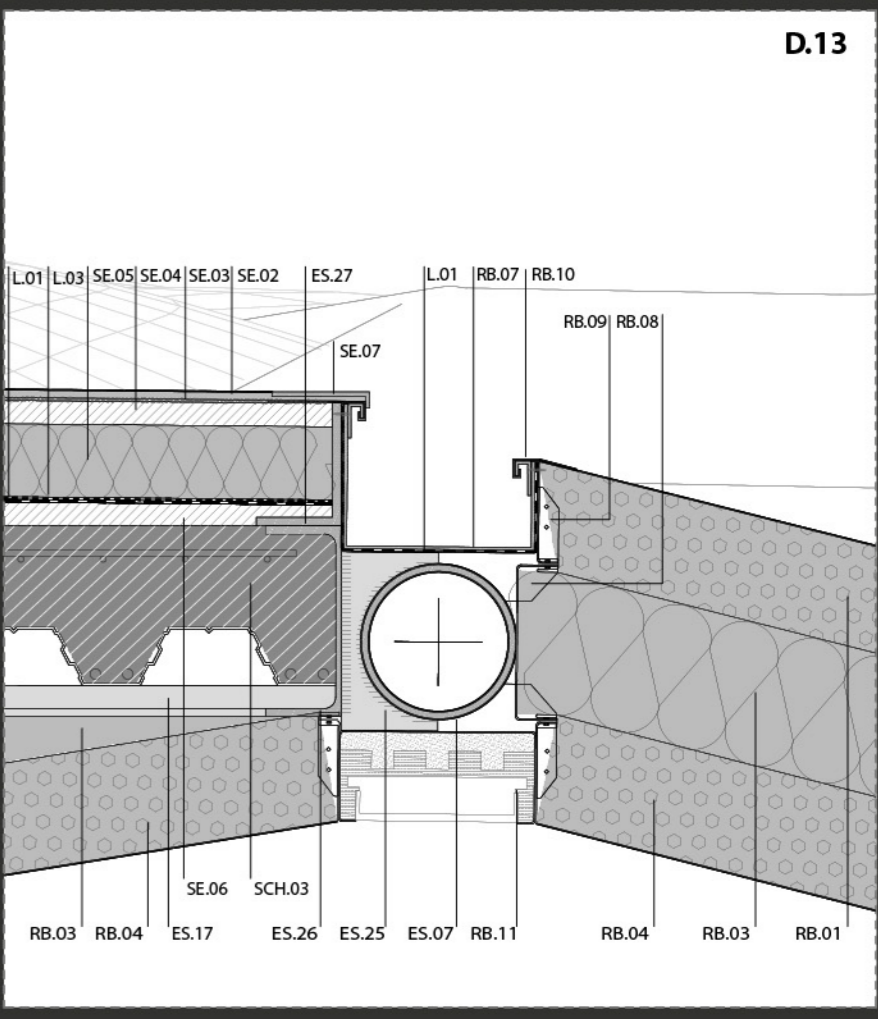 D.13
L.01 L.03 SE.05 SE.04 SE.03 SE.02 ES.27 L.01 RB.07 RB.10
RB.09 RB.08
SE.07
SE.06 SCH.03
RB.03 RB.04 ES.17 ES.26 ES.25 ES.07 RB.11 RB.04 RB.03 RB.01